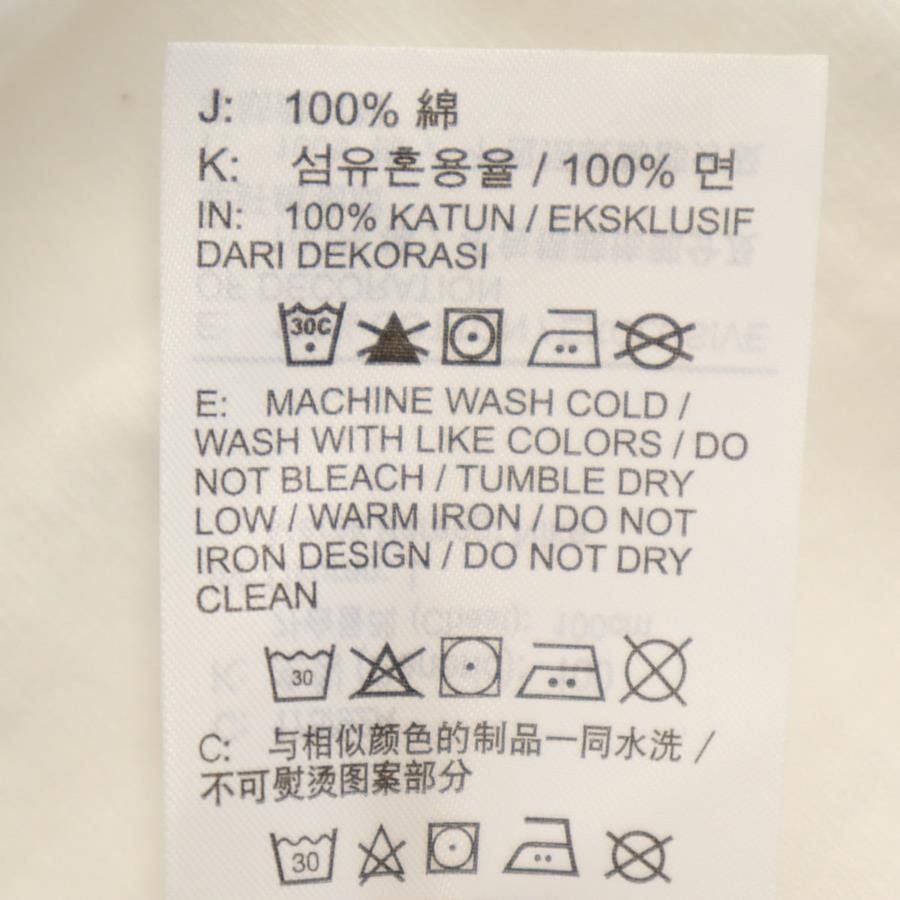 J: 100% 綿
K: 섬유혼용율 / 100% 면
IN: 100% KATUN / EKSKLUSIF
DARI DEKORASI
30C
E: MACHINE WASH COLD /
WASH WITH LIKE COLORS / DO
NOT BLEACH / TUMBLE DRY
LOW / WARM IRON / DO NOT
IRON DESIGN / DO NOT DRY
CLEAN
30
C: 与相似颜色的制品一同水洗 /
不可熨烫图案部分
30